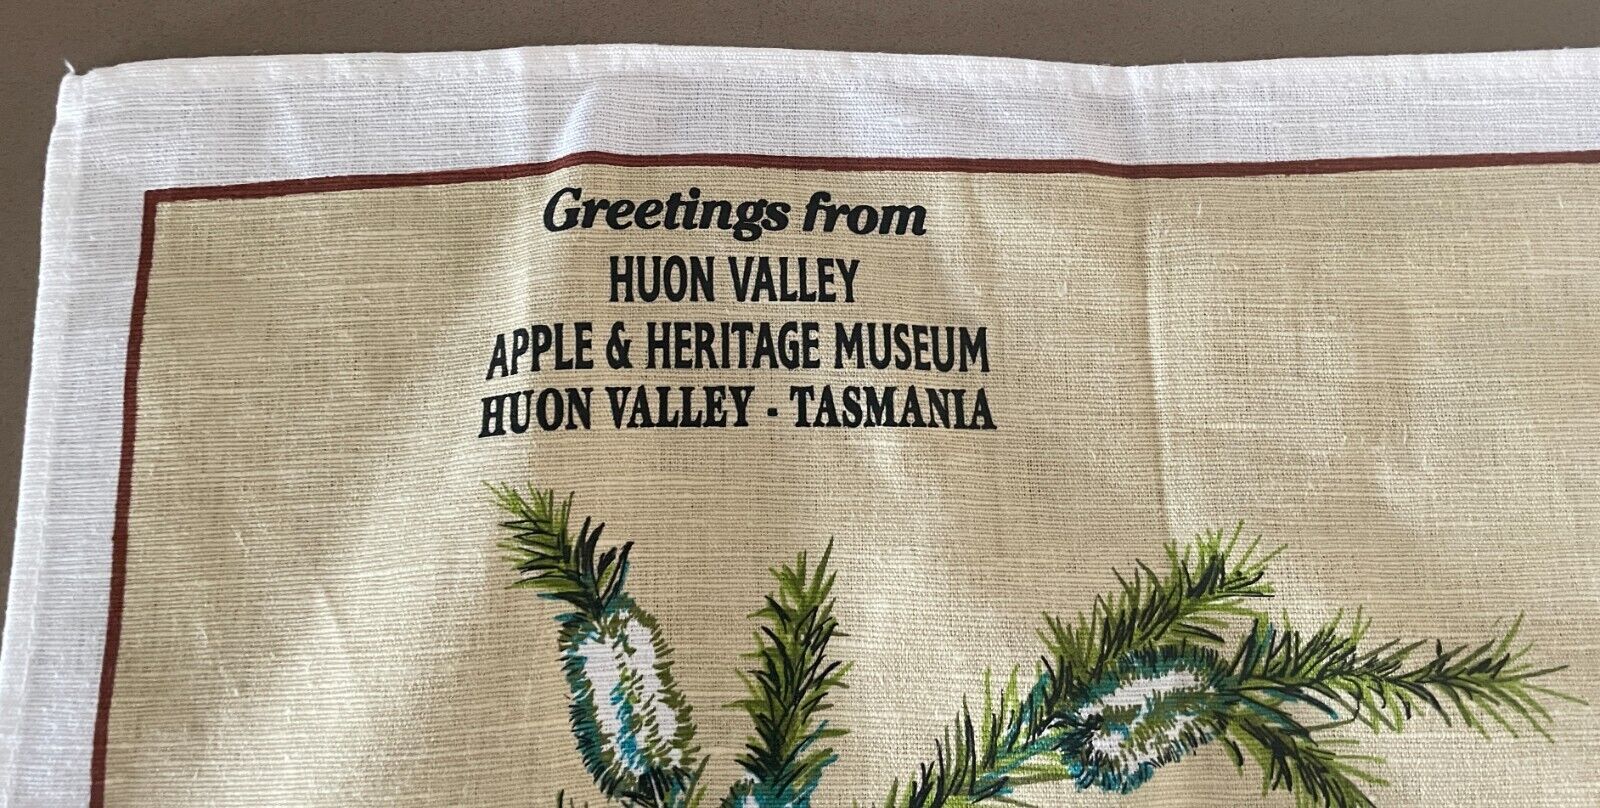 Greetings from
HUON VALLEY
APPLE & HERITAGE MUSEUM
HUON VALLEY - TASMANIA